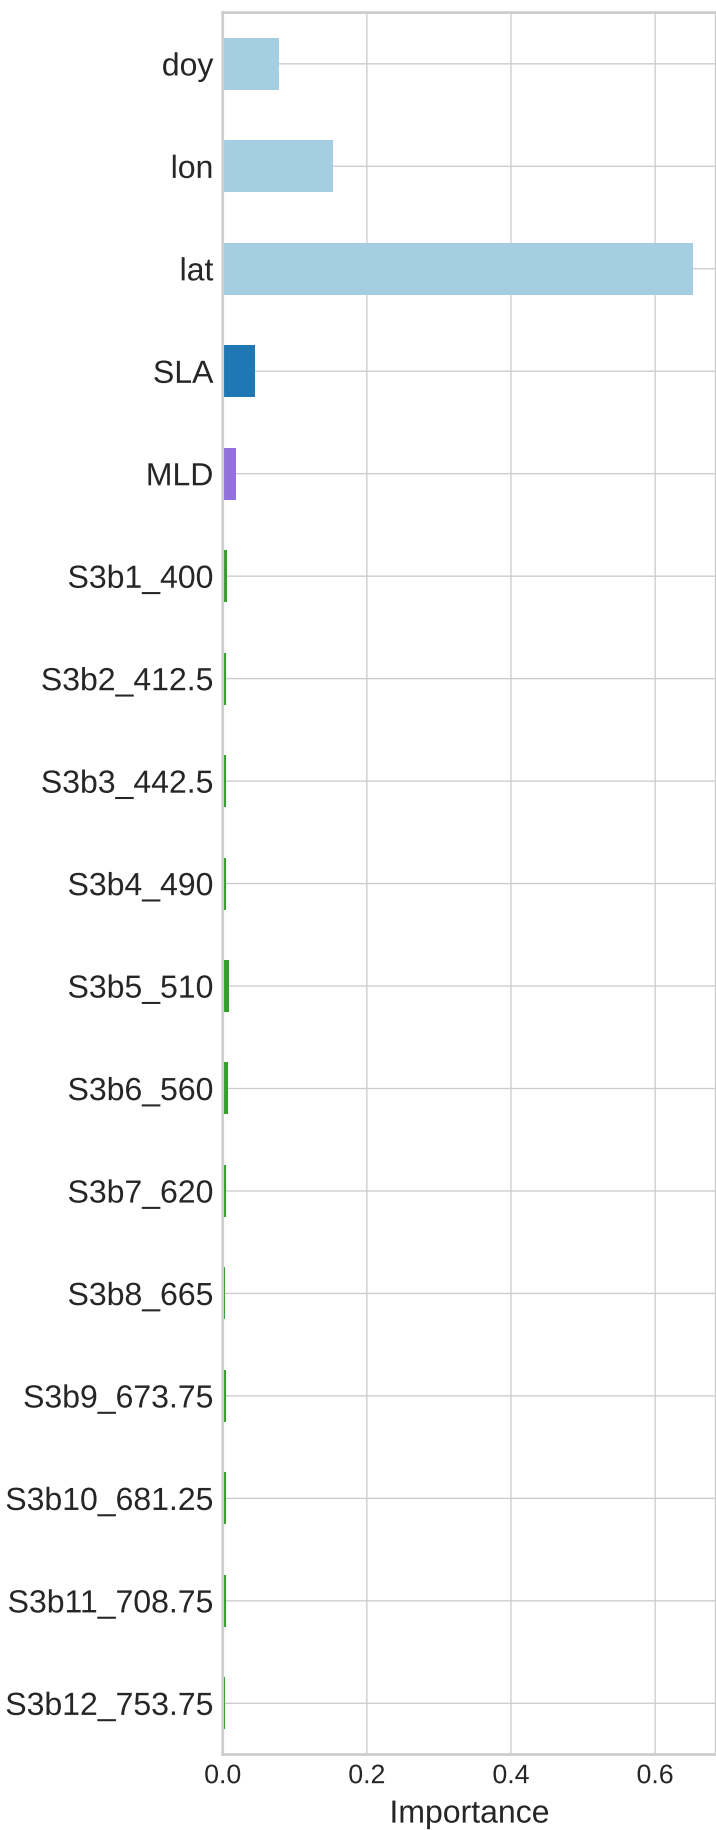 doy
lon
lat
SLA
MLD
S3b1_400
S3b2_412.5
S3b3_442.5
S3b4_490
S3b5_510
S3b6_560
S3b7_620
S3b8_665
S3b9_673.75
S3b10_681.25
S3b11_708.75
S3b12_753.75
0.0 0.2 0.4 0.6
Importance